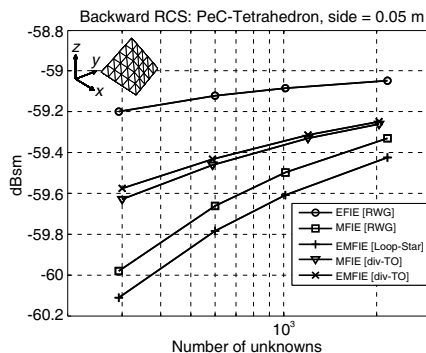 Backward RCS: PeC-Tetrahedron, side = 0.05 m
-58.8
-59
-59.2
-59.4
-59.6
-59.8
-60
-60.2
dBsm
z
y
x
EFIE [RWG]
MFIE [RWG]
EMFIE [Loop-Star]
MFIE [div-TO]
EMFIE [div-TO]
10³
Number of unknowns